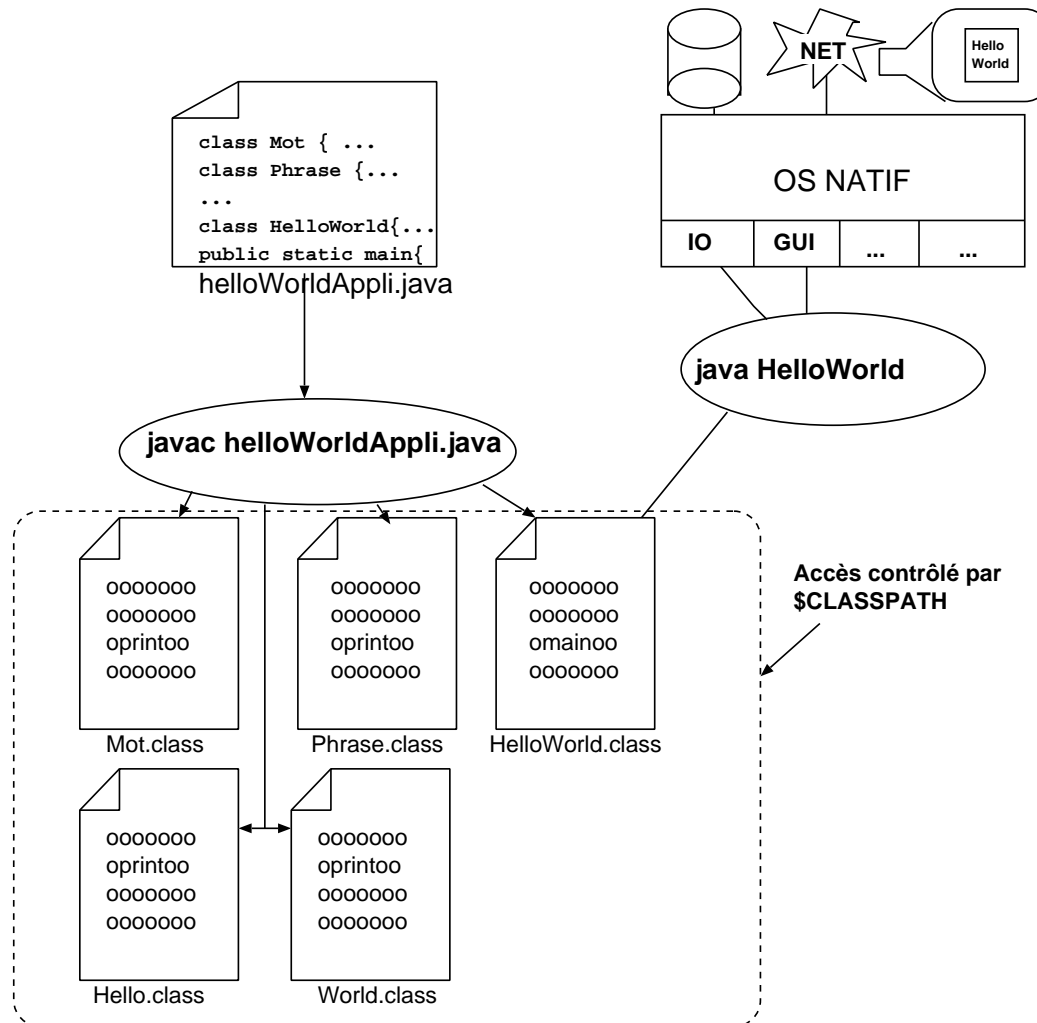 class Mot { ...
class Phrase {...
...
class HelloWorld{...
public static main{
helloWorldAppli.java
NET
Hello
World
OS NATIF
IO
GUI
...
...
java HelloWorld
javac helloWorldAppli.java
Accès contrôlé par
$CLASSPATH
ooooooo
ooooooo
oprintoo
ooooooo
Mot.class
ooooooo
ooooooo
oprintoo
ooooooo
Phrase.class
ooooooo
ooooooo
omainoo
ooooooo
HelloWorld.class
ooooooo
oprintoo
ooooooo
ooooooo
Hello.class
ooooooo
oprintoo
ooooooo
ooooooo
World.class